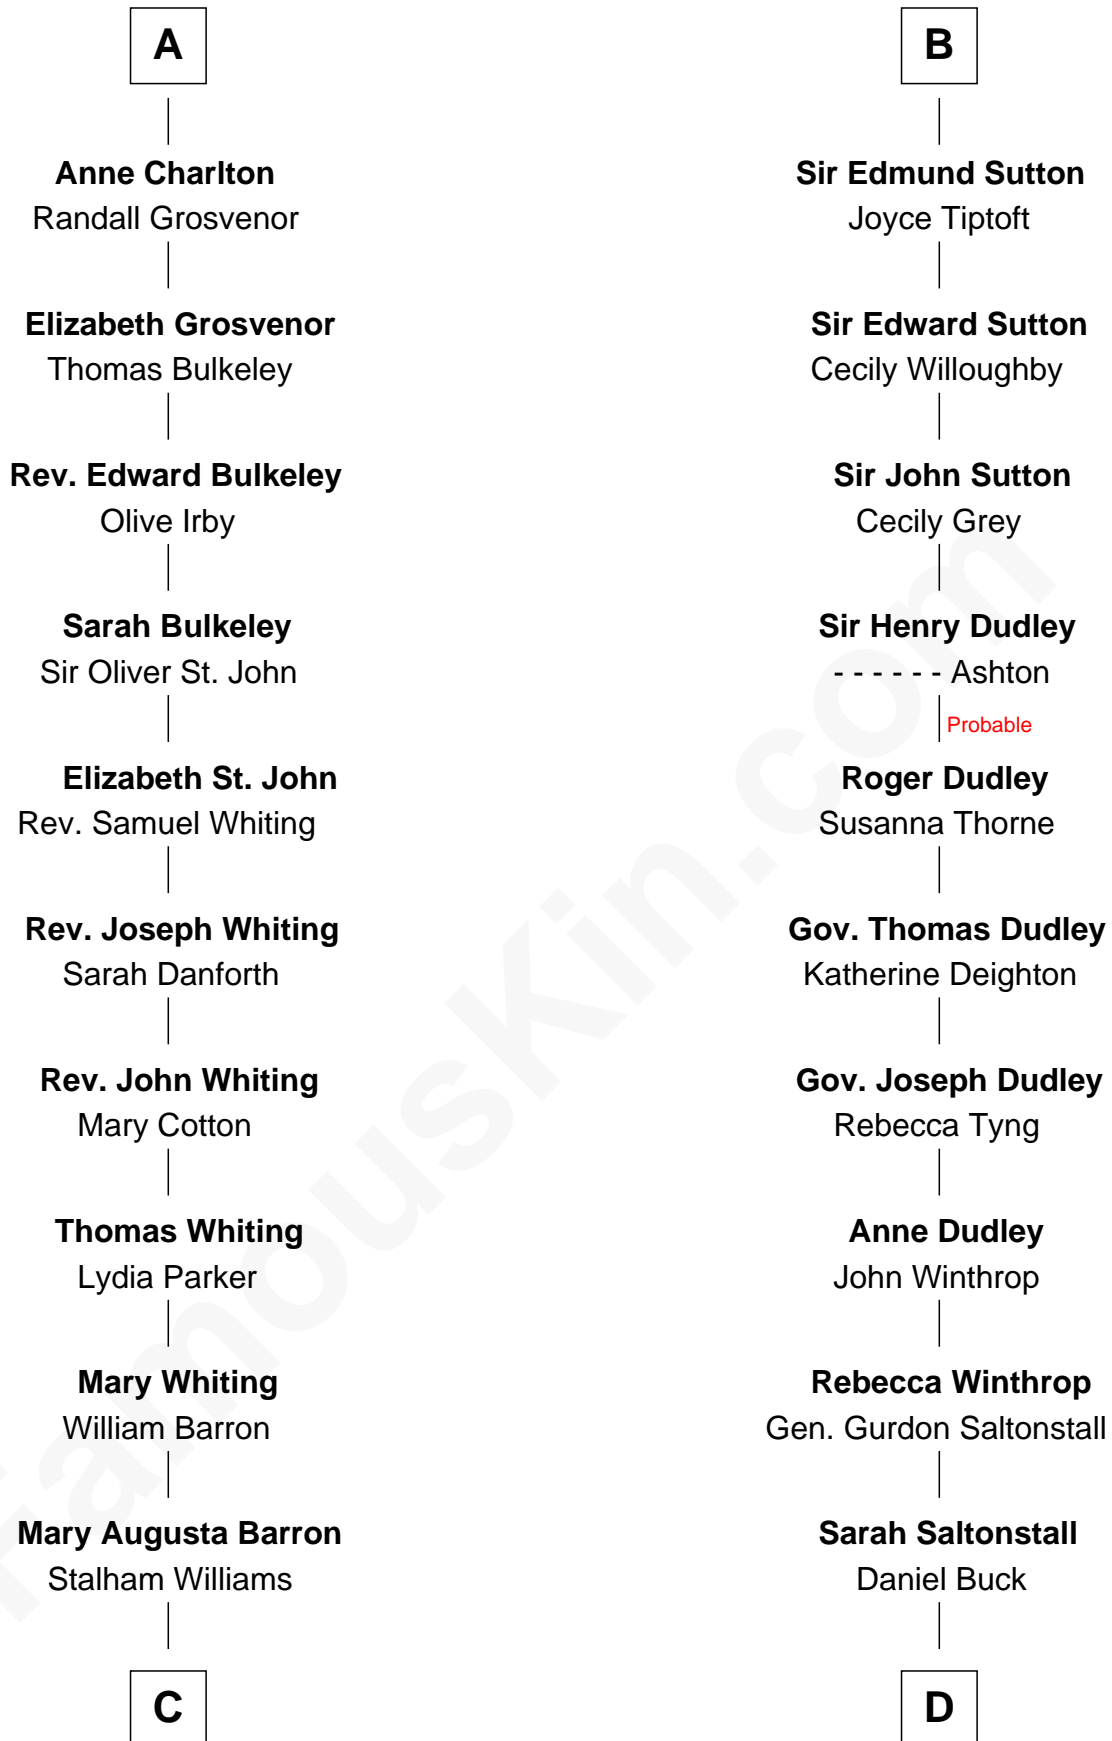 A
Anne Charlton
Randall Grosvenor
Elizabeth Grosvenor
Thomas Bulkeley
Rev. Edward Bulkeley
Olive Irby
Sarah Bulkeley
Sir Oliver St. John
Elizabeth St. John
Rev. Samuel Whiting
Rev. Joseph Whiting
Sarah Danforth
Rev. John Whiting
Mary Cotton
Thomas Whiting
Lydia Parker
Mary Whiting
William Barron
Mary Augusta Barron
Stalham Williams
C
B
Sir Edmund Sutton
Joyce Tiptoft
Sir Edward Sutton
Cecily Willoughby
Sir John Sutton
Cecily Grey
Sir Henry Dudley
- - - - - - Ashton
Probable
Roger Dudley
Susanna Thorne
Gov. Thomas Dudley
Katherine Deighton
Gov. Joseph Dudley
Rebecca Tyng
Anne Dudley
John Winthrop
Rebecca Winthrop
Gen. Gurdon Saltonstall
Sarah Saltonstall
Daniel Buck
D
FamousKin.com